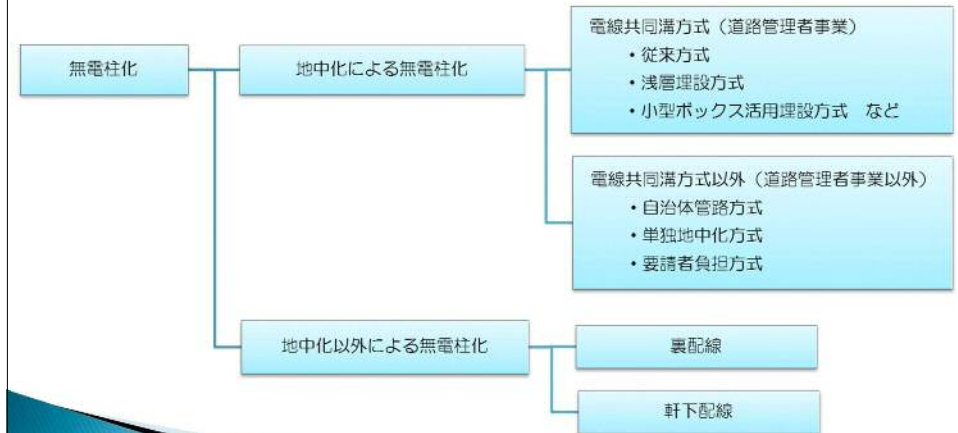 無電柱化
地中化による無電柱化
電線共同溝方式（道路管理者事業）
・従来方式
・浅層埋設方式
・小型ボックス活用埋設方式　など
電線共同溝方式以外（道路管理者事業以外）
・自治体管路方式
・単独地中化方式
・要請者負担方式
地中化以外による無電柱化
裏配線
軒下配線